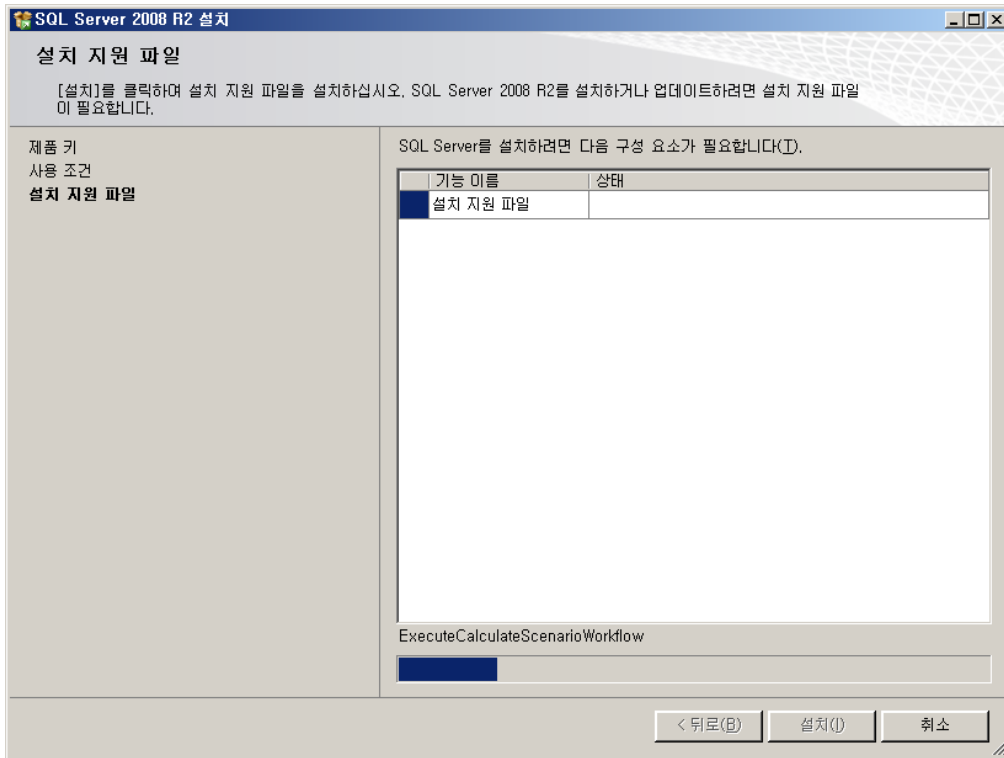 SQL Server 2008 R2 설치
설치 지원 파일
[설치]를 클릭하여 설치 지원 파일을 설치하십시오. SQL Server 2008 R2를 설치하거나 업데이트하려면 설치 지원 파일
이 필요합니다.
제품 키
사용 조건
설치 지원 파일
SQL Server를 설치하려면 다음 구성 요소가 필요합니다(T).
기능 이름 상태
설치 지원 파일
ExecuteCalculateScenarioWorkflow
< 뒤로(B) 설치(I) 취소